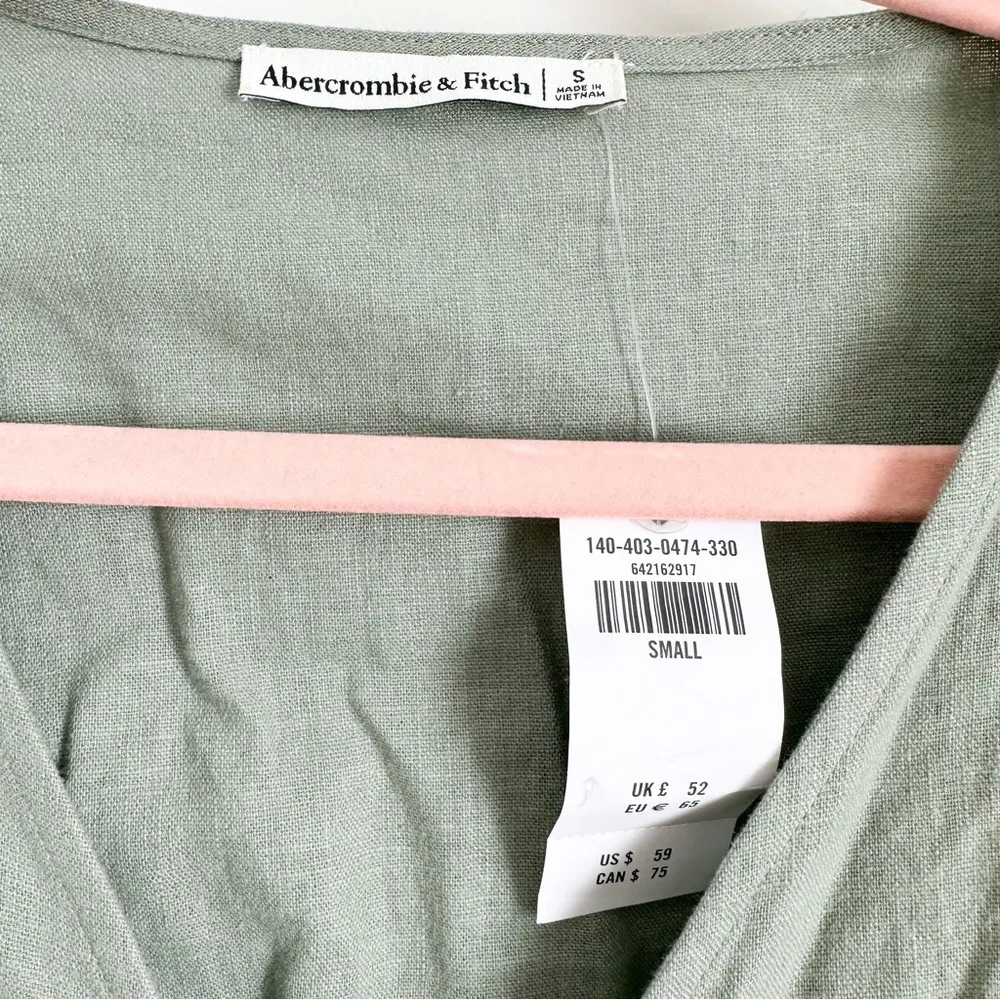 Abercrombie & Fitch | S
MADE IN
VIETNAM
140-403-0474-330
642162917
SMALL
UK £ 52
EU € 65
US $ 59
CAN $ 75